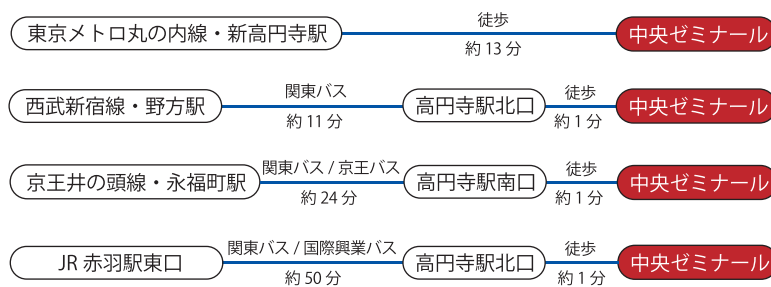 徒歩
東京メトロ丸の内線・新高円寺駅 中央ゼミナール
約 13 分
関東バス 徒歩
西武新宿線・野方駅 高円寺駅北口 中央ゼミナール
約 11 分 約 1 分
関東バス / 京王バス 徒歩
京王井の頭線・永福町駅 高円寺駅南口 中央ゼミナール
約 24 分 約 1 分
関東バス / 国際興業バス 徒歩
JR 赤羽駅東口 高円寺駅北口 中央ゼミナール
約 50 分 約 1 分